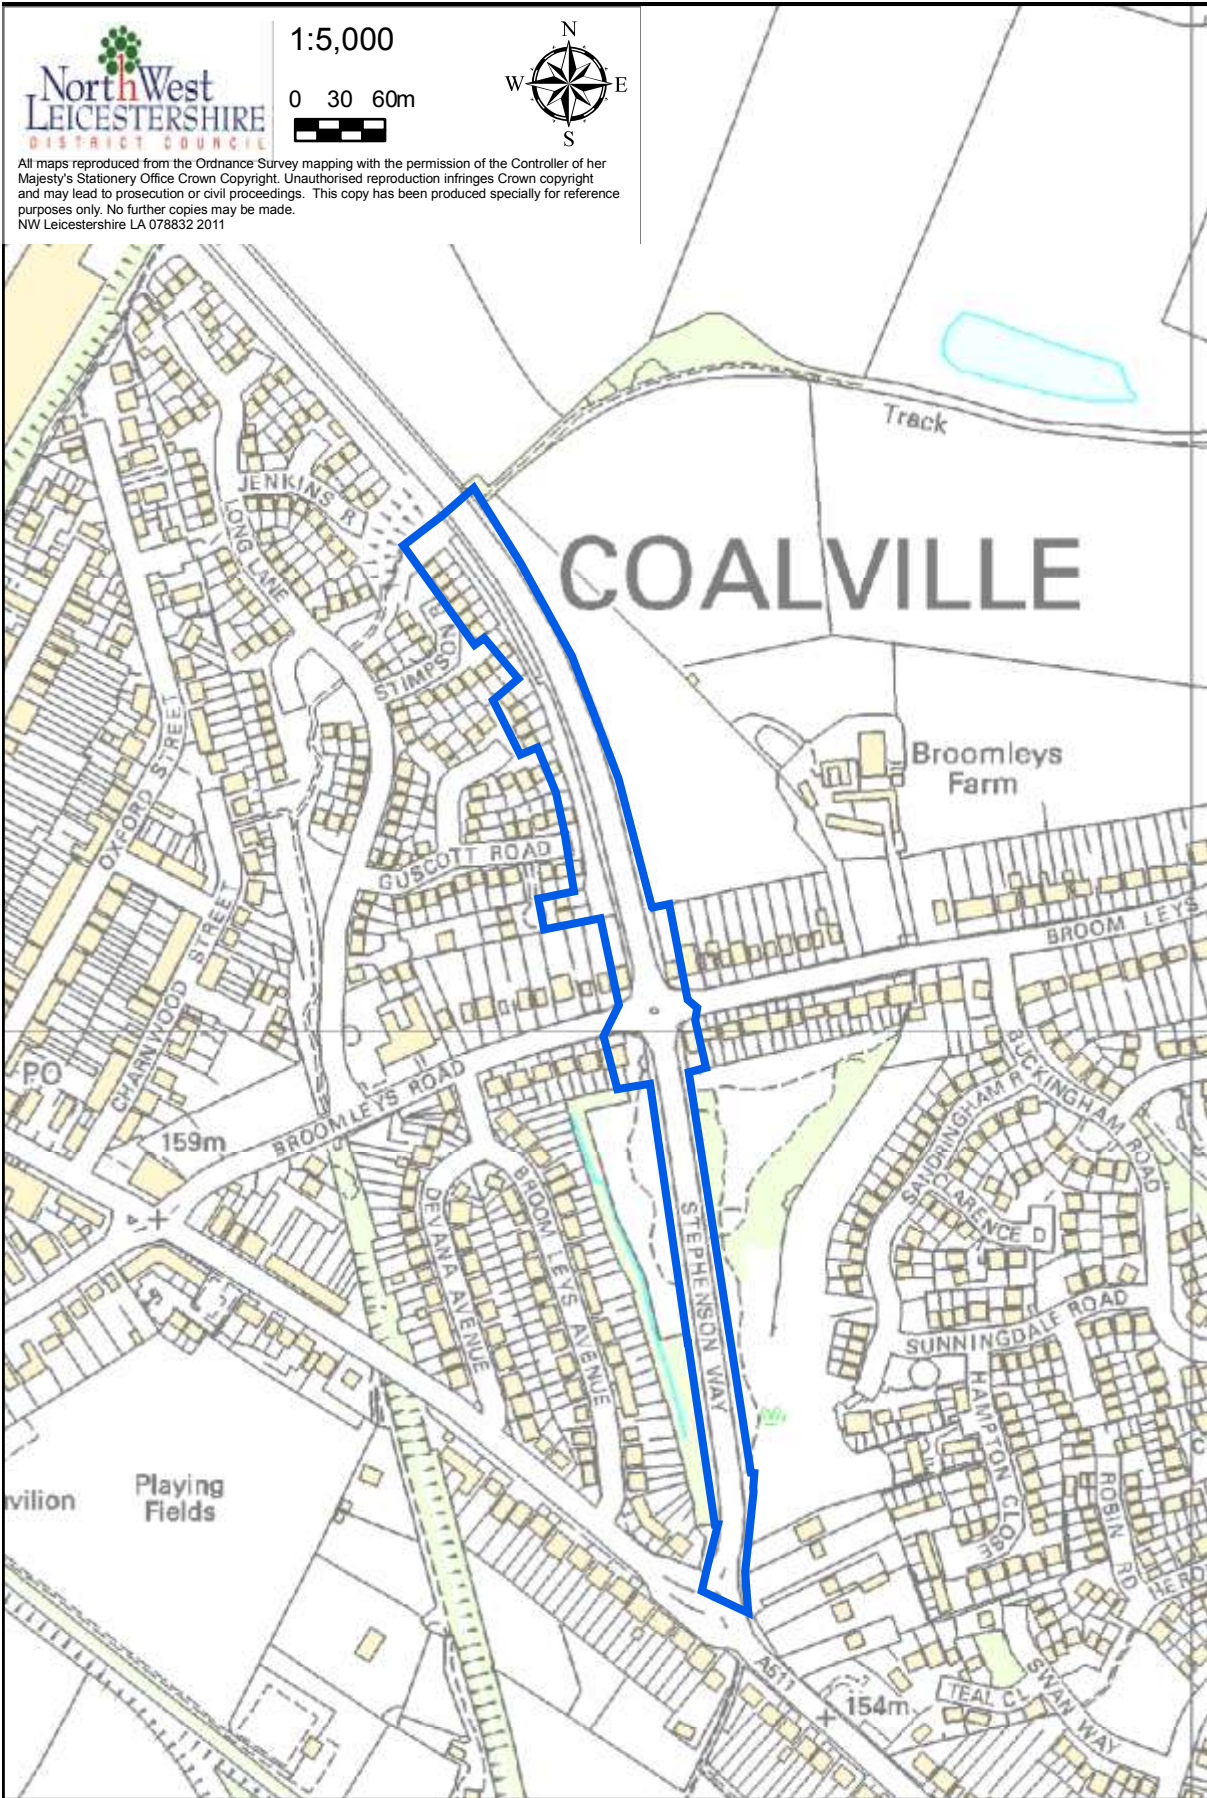 NorthWest
LEICESTERSHIRE
DISTRICT COUNCIL
1:5,000
0 30 60m
N
W E
S
All maps reproduced from the Ordnance Survey mapping with the permission of the Controller of her
Majesty's Stationery Office Crown Copyright. Unauthorised reproduction infringes Crown copyright
and may lead to prosecution or civil proceedings. This copy has been produced specially for reference
purposes only. No further copies may be made.
NW Leicestershire LA 078832 2011
Track
JENKINS R
LONG LANE
COALVILLE
STIMPSON R
OXFORD STREET
Broomleys
Farm
GUSCOTT ROAD
CHARNWOOD STREET
BROOM LEYS
PO
BROOMLEYS ROAD
159m
BUCKINGHAM ROAD
SANDRINGHAM R
CLARENCE D
DEVANA AVENUE
BROOM LEYS AVENUE
STEPHENSON WAY
SUNNINGDALE ROAD
HAMPTON CLOSE
ROBIN RD
HERO
C
vilion
Playing
Fields
A511
154m
TEAL CL
SWAN WAY